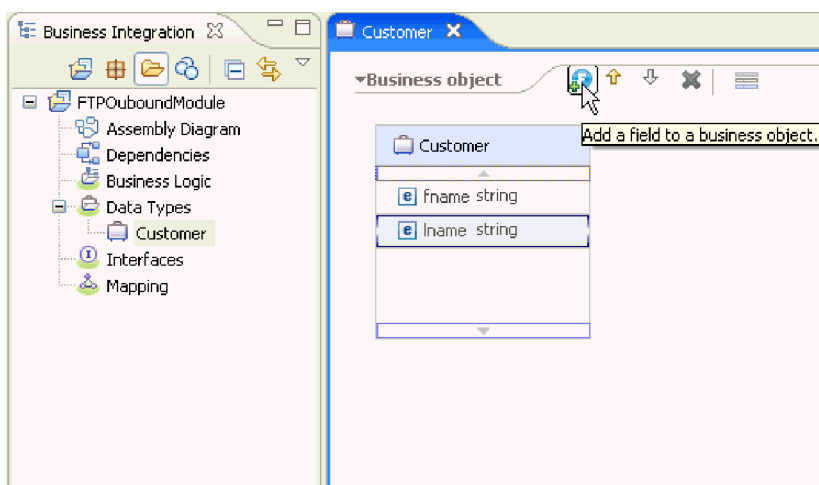 Business Integration
FTPOuboundModule
Assembly Diagram
Dependencies
Business Logic
Data Types
Customer
Interfaces
Mapping
Customer
Business object
Add a field to a business object.
Customer
e fname string
e lname string